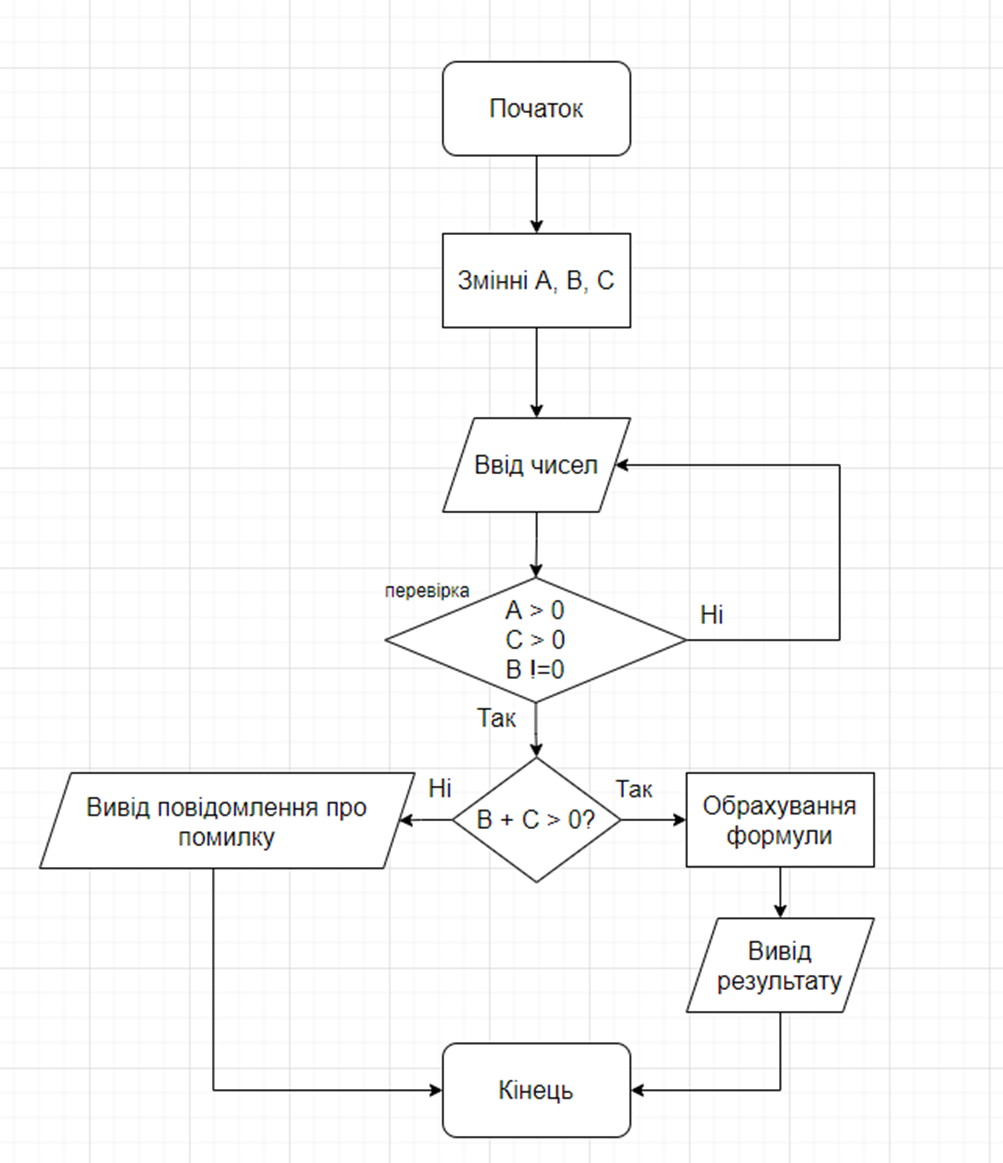 Початок
Змінні A, B, C
Ввід чисел
перевірка
A > 0
C > 0
B !=0
Ні
Так
Ні
Так
Вивід повідомлення про
помилку
B + C > 0?
Обрахування
формули
Вивід
результату
Кінець